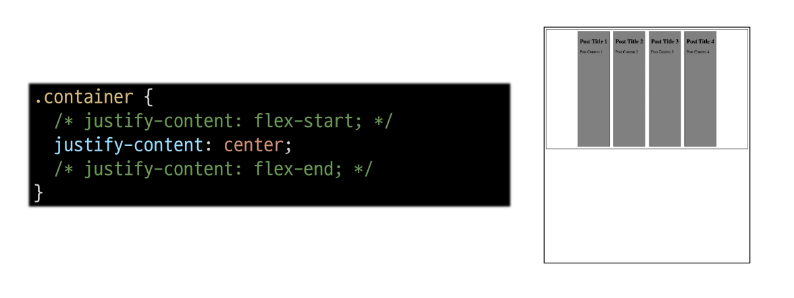 .container {
/* justify-content: flex-start; */
justify-content: center;
/* justify-content: flex-end; */
}
Post Title 1 Post Title 2 Post Title 3 Post Title 4
Post Content 1 Post Content 2 Post Content 3 Post Content 4